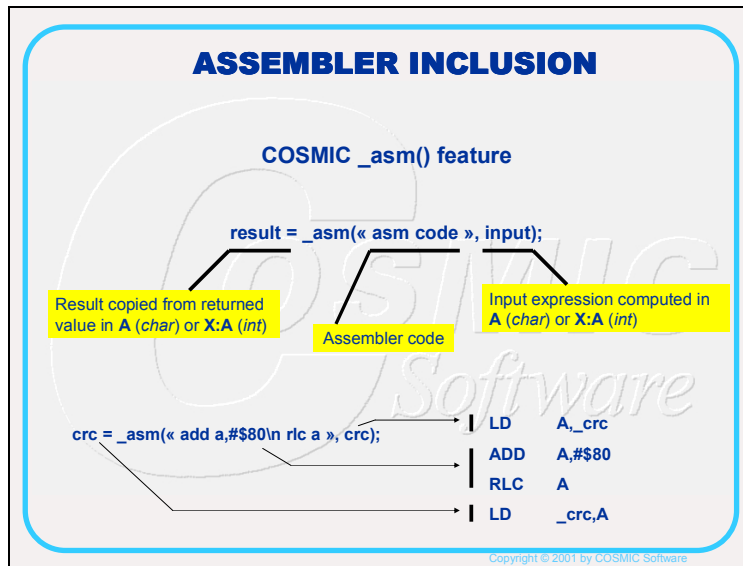 ASSEMBLER INCLUSION
COSMIC _asm() feature
result = _asm(« asm code », input);
Result copied from returned
value in A (char) or X:A (int)
Assembler code
Input expression computed in
A (char) or X:A (int)
COSMIC
Software
crc = _asm(« add a,#$80\n rlc a », crc);
LD A,_crc
ADD A,#$80
RLC A
LD _crc,A
Copyright © 2001 by COSMIC Software